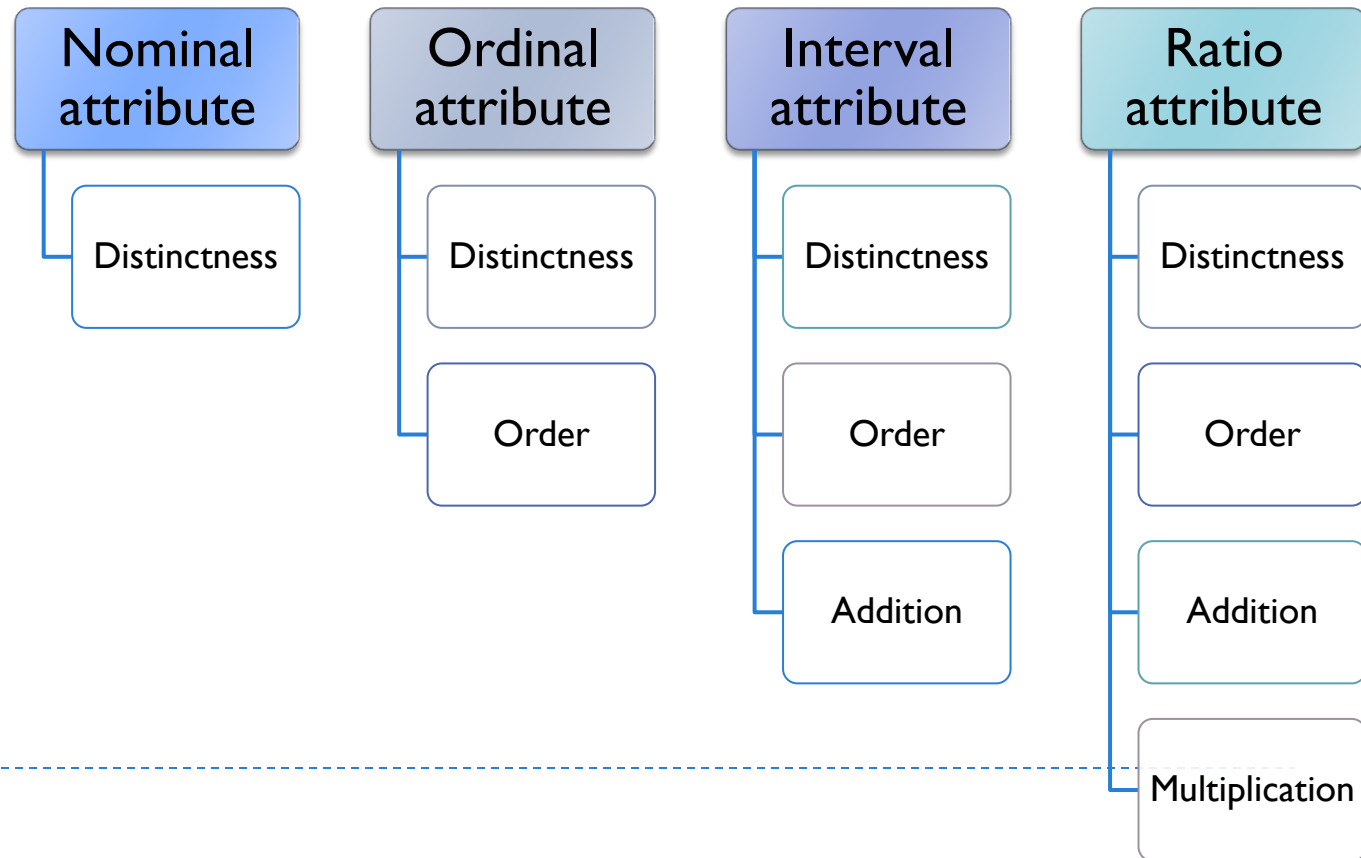 Nominal
attribute
Distinctness
Ordinal
attribute
Distinctness
Order
Interval
attribute
Distinctness
Order
Addition
Ratio
attribute
Distinctness
Order
Addition
Multiplication